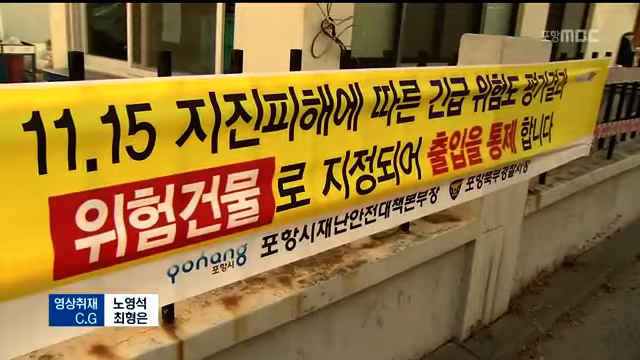 포항MBC
11.15 지진피해에 따른 긴급 위험도 평가결과
위험건물로 지정되어 출입을 통제 합니다
pohang 포항시 포항시재난안전대책본부장 포항북부경찰서장
영상취재 노영석
C.G 최형은